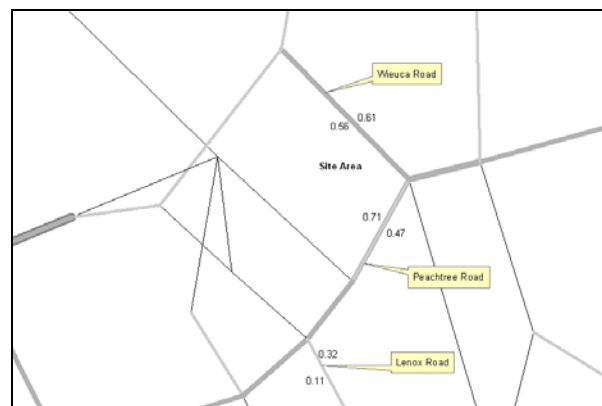 Wieuca Road
0.61
0.56
Site Area
0.71
0.47
Peachtree Road
0.32
Lenox Road
0.11